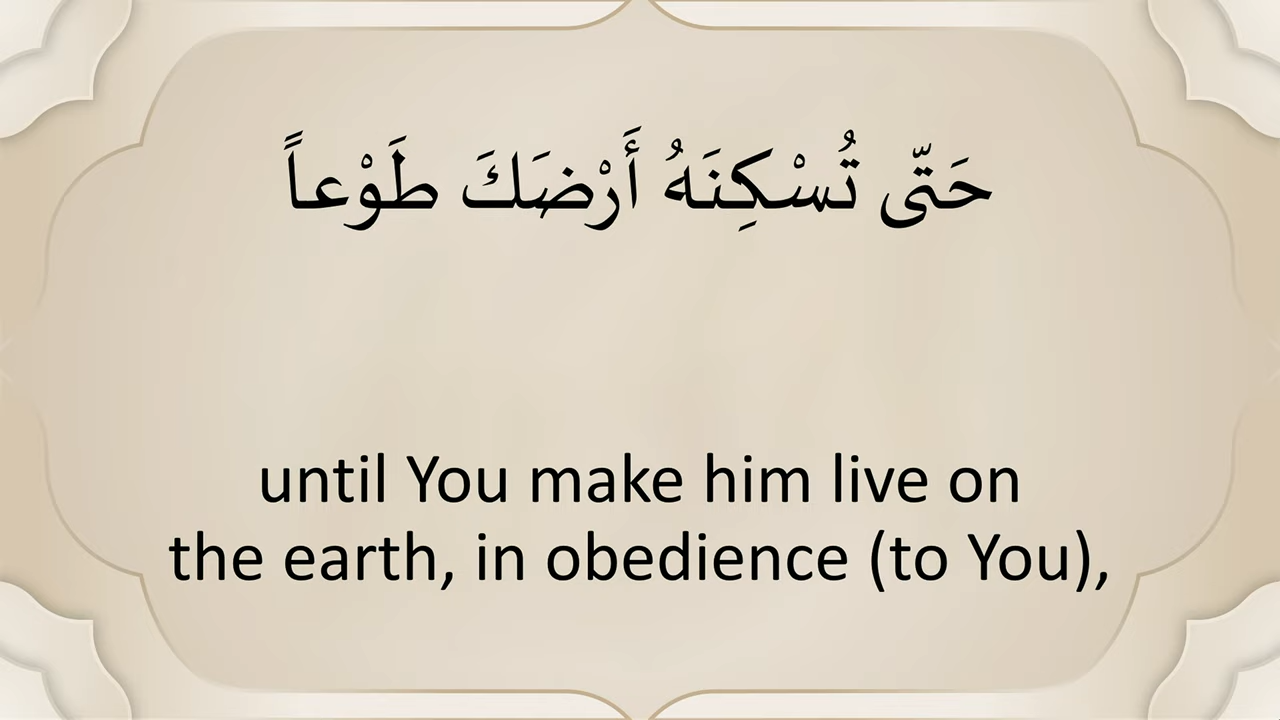 حَتّى تُسْكِنَهُ أَرْضَكَ طَوْعاً
until You make him live on
the earth, in obedience (to You),